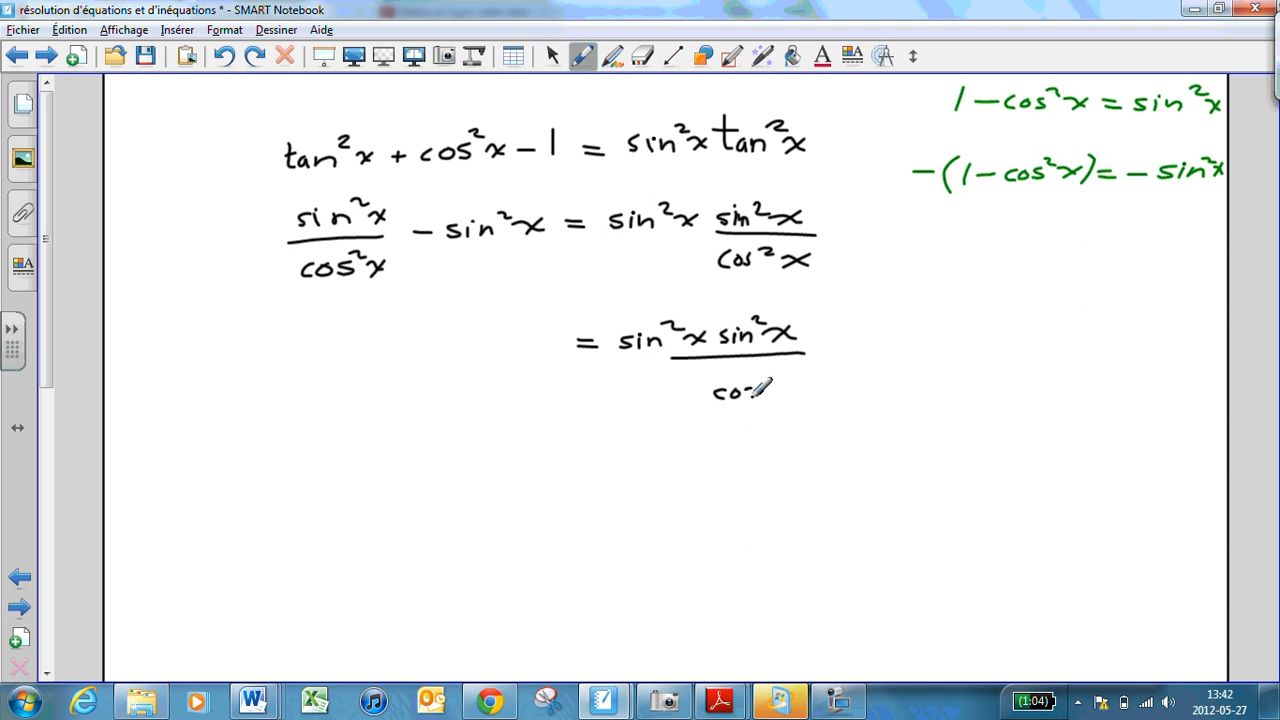 résolution d'équations et d'inéquations * - SMART Notebook
Fichier Édition Affichage Insérer Format Dessiner Aide
1 - cos²x = sin²x
tan²x + cos²x - 1 = sin²x tan²x
-(1 - cos²x) = - sin²x
sin²x/cos²x - sin²x = sin²x sin²x/cos²x
= sin²x sin²x
co
(1:04)
13:42
2012-05-27